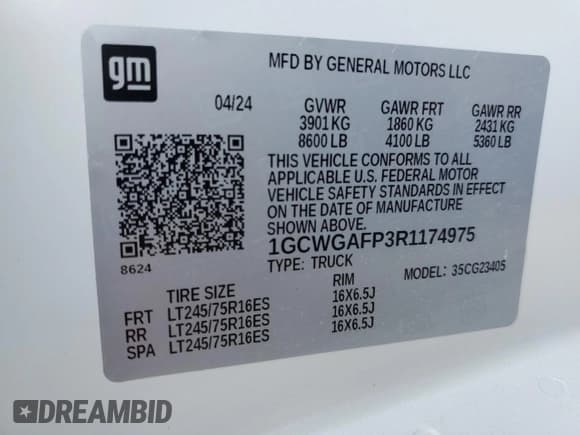 gm
MFD BY GENERAL MOTORS LLC
04/24 GVWR GAWR FRT GAWR RR
3901 KG 1860 KG 2431 KG
8600 LB 4100 LB 5360 LB
THIS VEHICLE CONFORMS TO ALL
APPLICABLE U.S. FEDERAL MOTOR
VEHICLE SAFETY STANDARDS IN EFFECT
ON THE DATE OF MANUFACTURE
SHOWN ABOVE.
1GCWGAFP3R1174975
8624
TYPE: TRUCK MODEL: 35CG23405
TIRE SIZE RIM
FRT LT245/75R16ES 16X6.5J
RR LT245/75R16ES 16X6.5J
SPA LT245/75R16ES 16X6.5J
DREAMBID